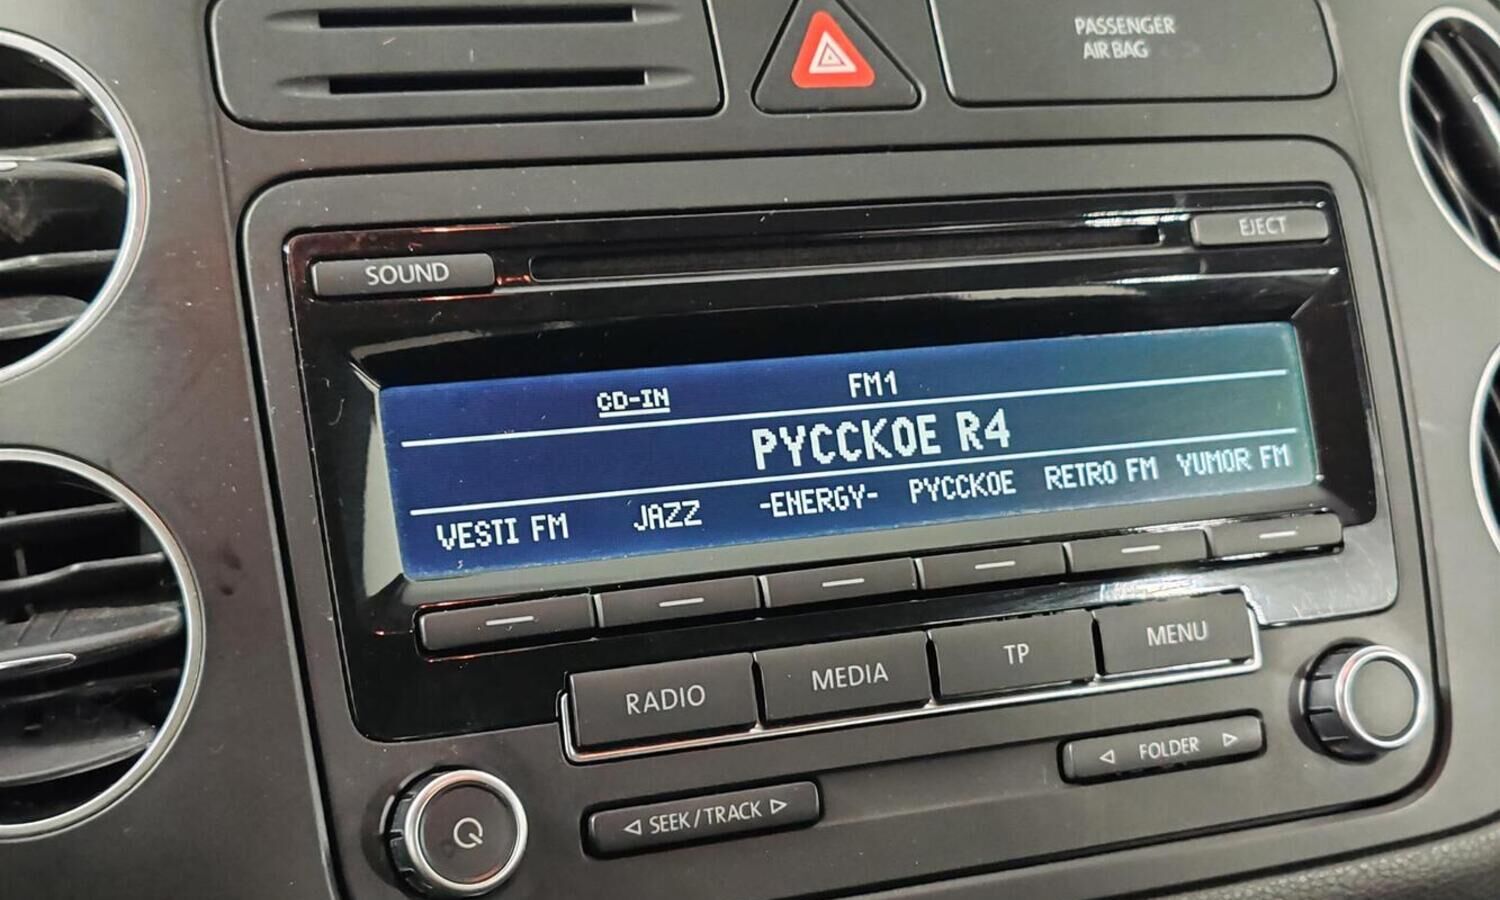 PASSENGER
AIR BAG
EJECT
SOUND
CD-IN FM1
PYCCKOE R4
VESTI FM JAZZ -ENERGY- PYCCKOE RETRO FM YUMOR FM
RADIO MEDIA TP MENU
◁ FOLDER ▷
◁ SEEK/TRACK ▷